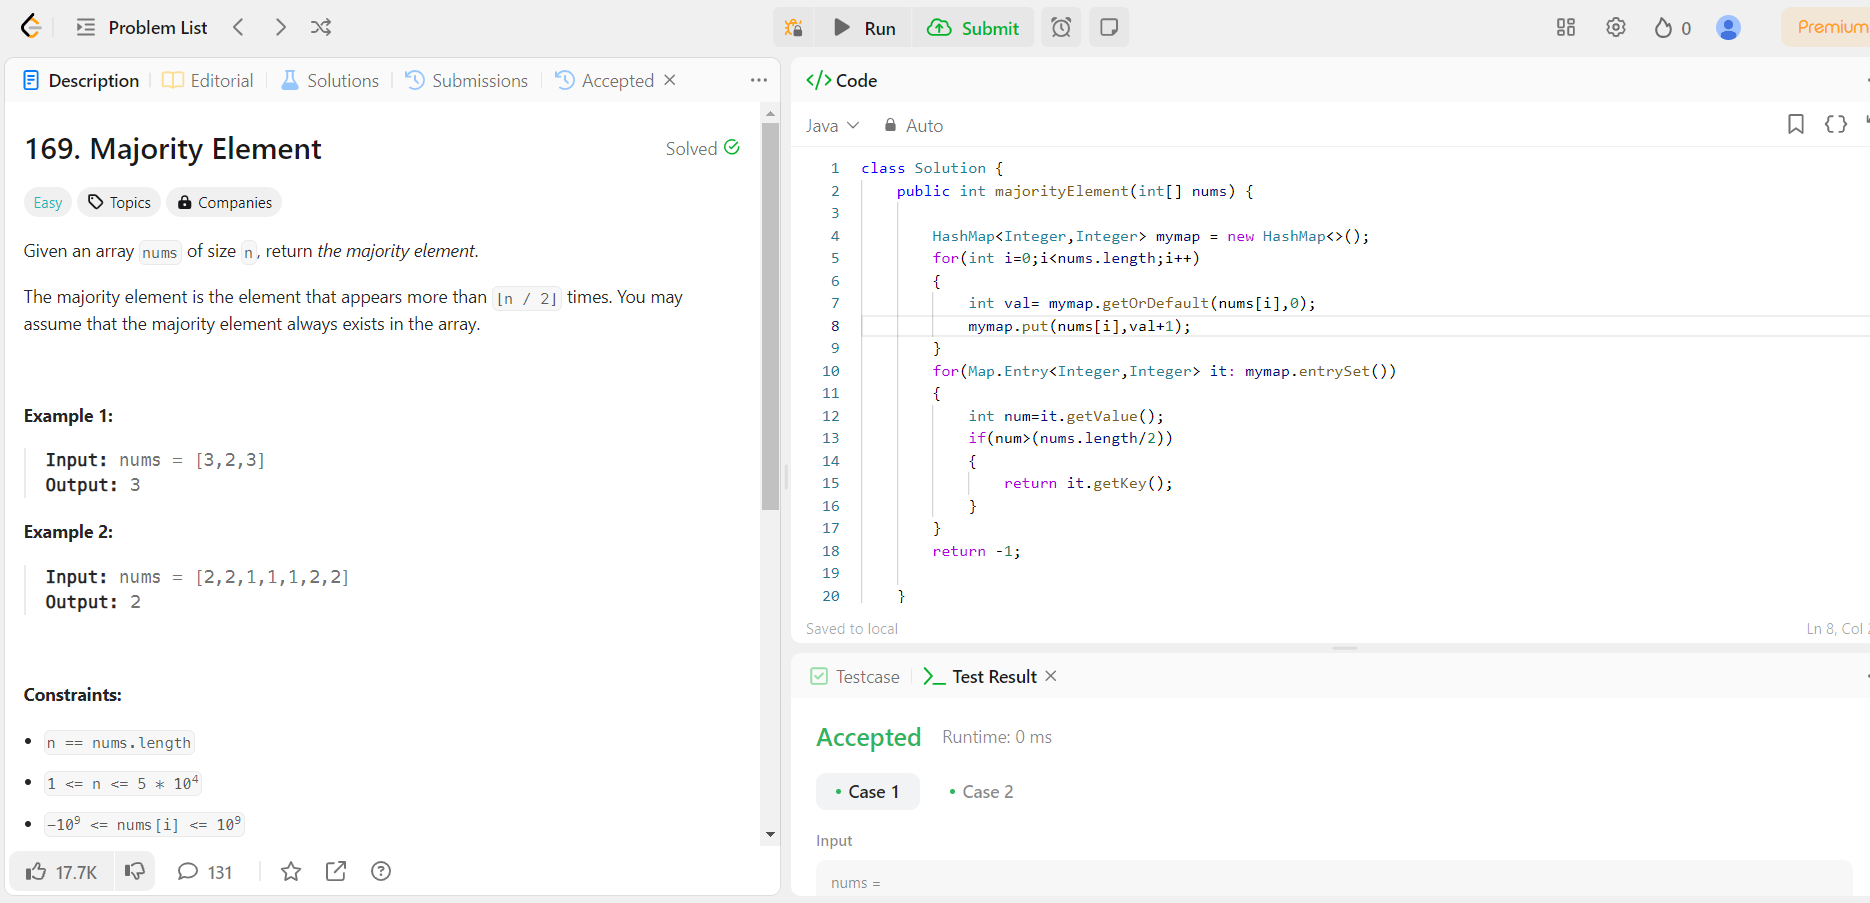 Problem List
Run
Submit
0
Premium
Description
Editorial
Solutions
Submissions
Accepted
169. Majority Element
Solved
Easy
Topics
Companies
Given an array nums of size n, return the majority element.
The majority element is the element that appears more than ⌊n / 2⌋ times. You may
assume that the majority element always exists in the array.
Example 1:
Input: nums = [3,2,3]
Output: 3
Example 2:
Input: nums = [2,2,1,1,1,2,2]
Output: 2
Constraints:
• n == nums.length
• 1 <= n <= 5 * 10⁴
• -10⁹ <= nums[i] <= 10⁹
17.7K
131
</> Code
Java
Auto
1 class Solution {
2 public int majorityElement(int[] nums) {
3
4 HashMap<Integer,Integer> mymap = new HashMap<>();
5 for(int i=0;i<nums.length;i++)
6 {
7 int val= mymap.getOrDefault(nums[i],0);
8 mymap.put(nums[i],val+1);
9 }
10 for(Map.Entry<Integer,Integer> it: mymap.entrySet())
11 {
12 int num=it.getValue();
13 if(num>(nums.length/2))
14 {
15 return it.getKey();
16 }
17 }
18 return -1;
19
20 }
Saved to local
Ln 8, Col
Testcase
Test Result
Accepted
Runtime: 0 ms
• Case 1
• Case 2
Input
nums =